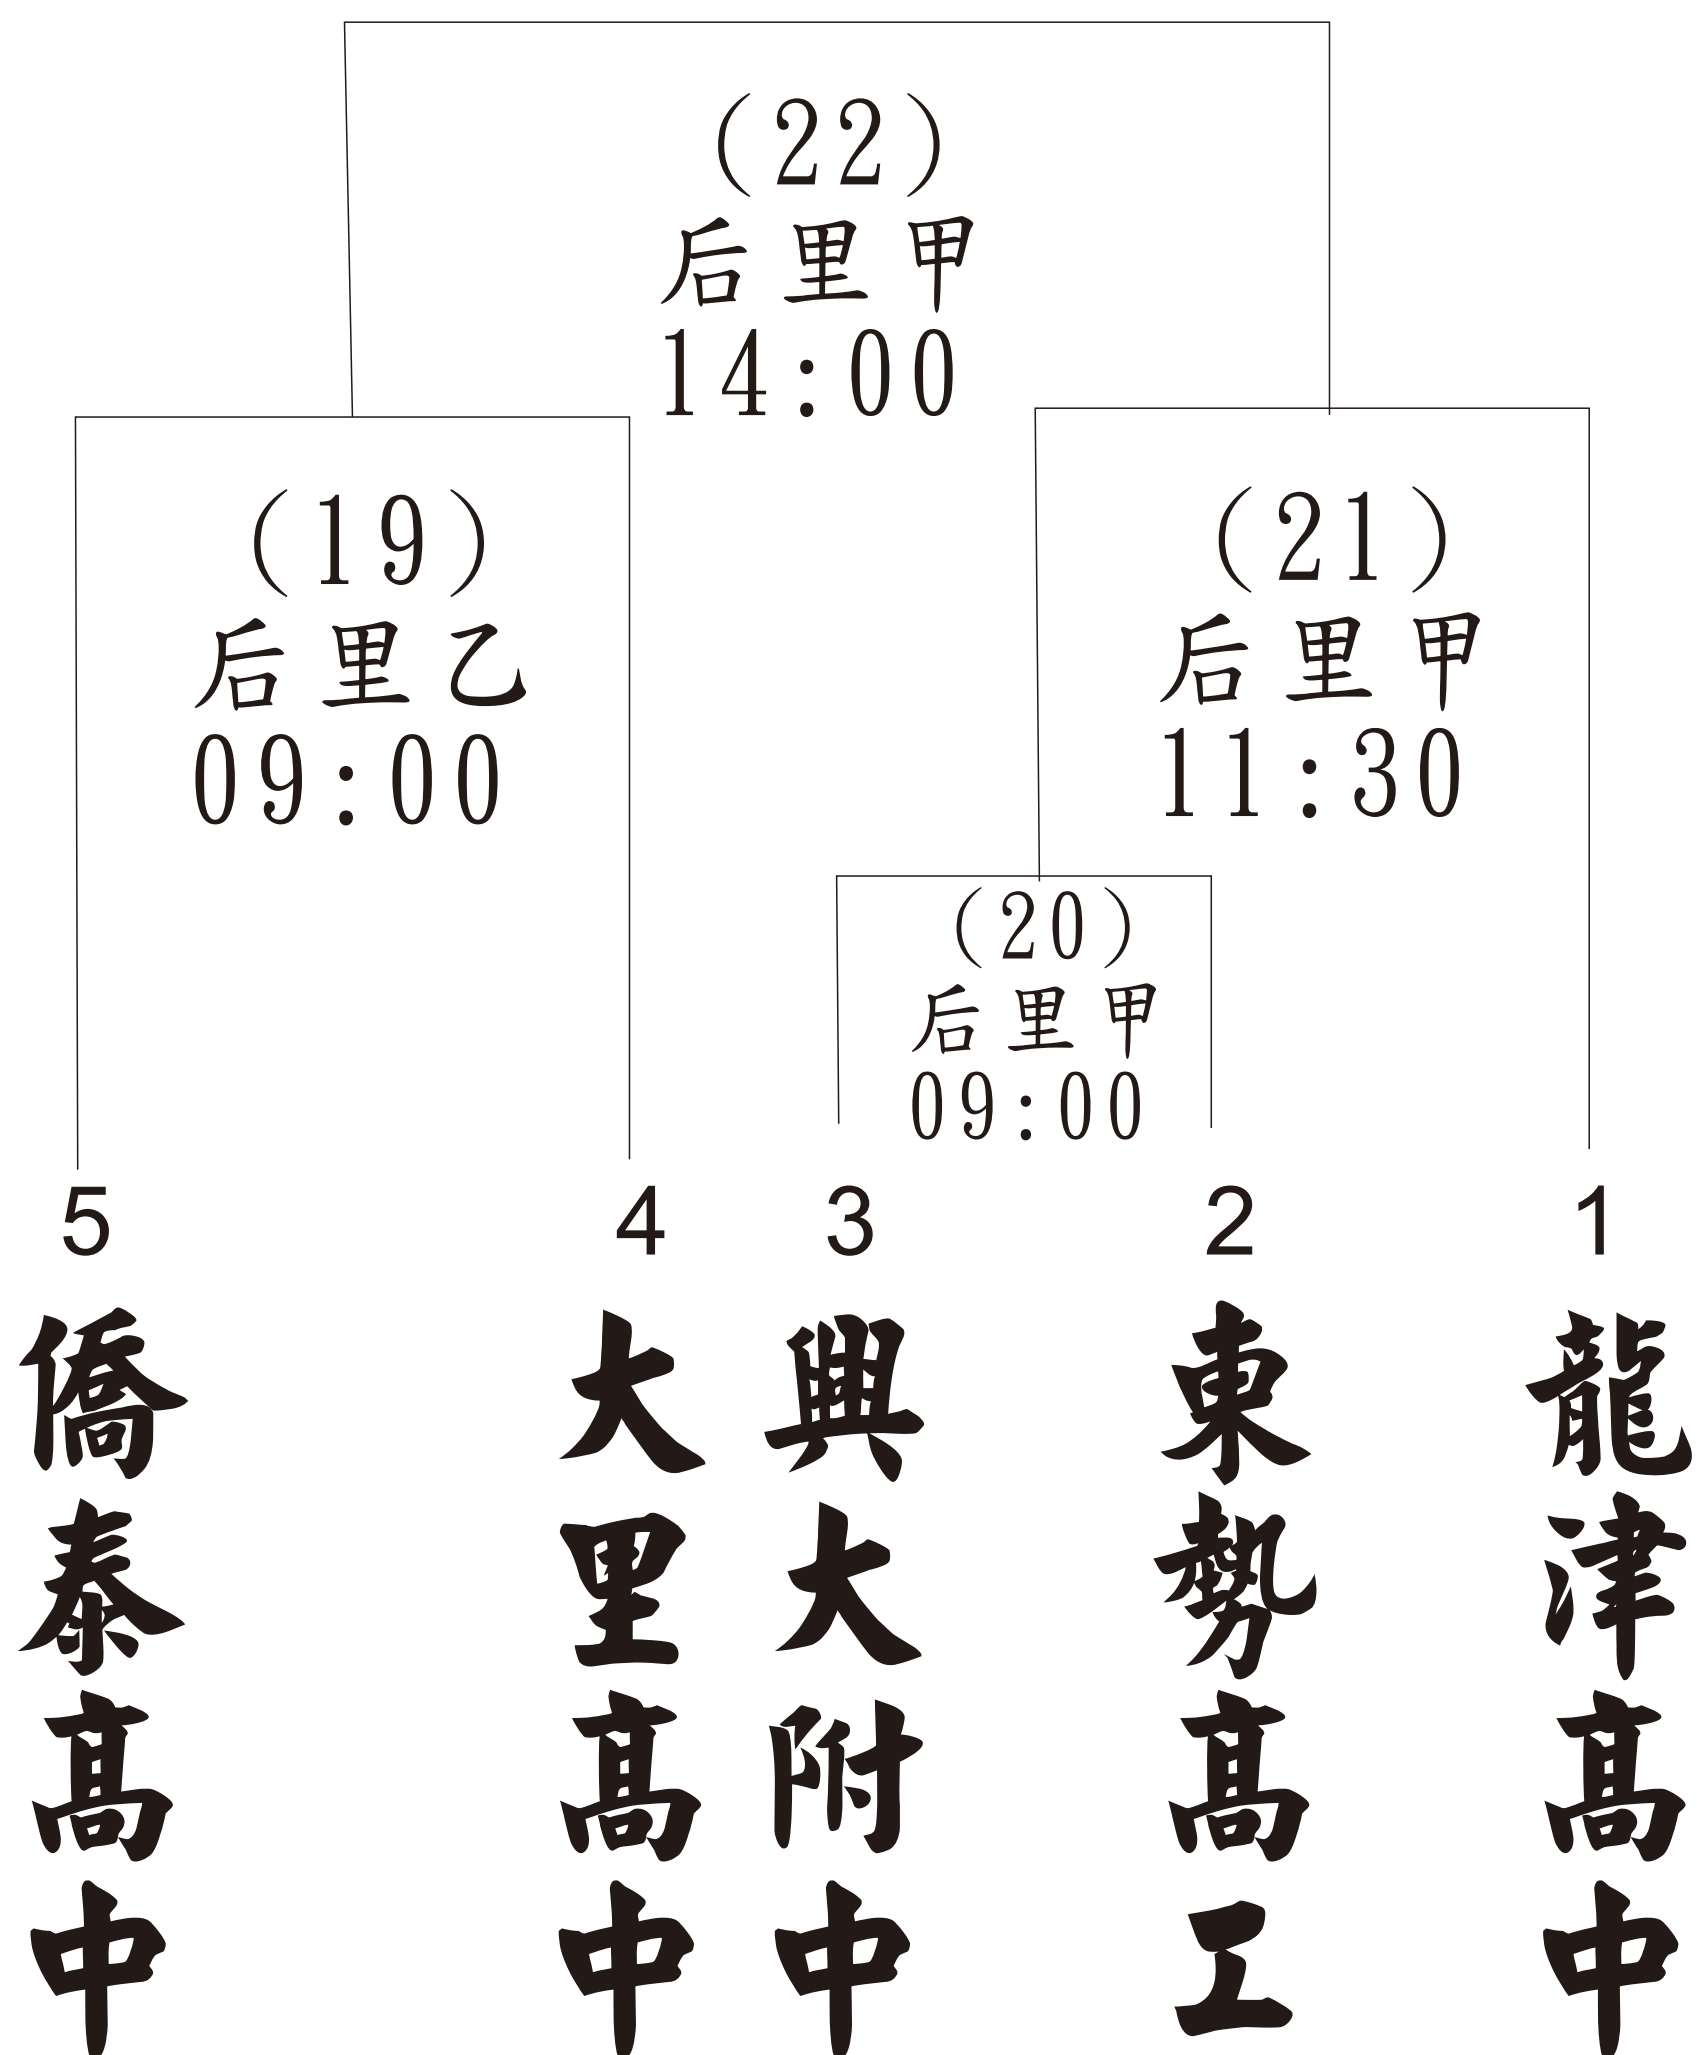 (22)
后里甲
14:00
(19)
后里乙
09:00
(21)
后里甲
11:30
(20)
后里甲
09:00
5
4
3
2
1
僑泰高中
大里高中
興大附中
東勢高工
龍津高中